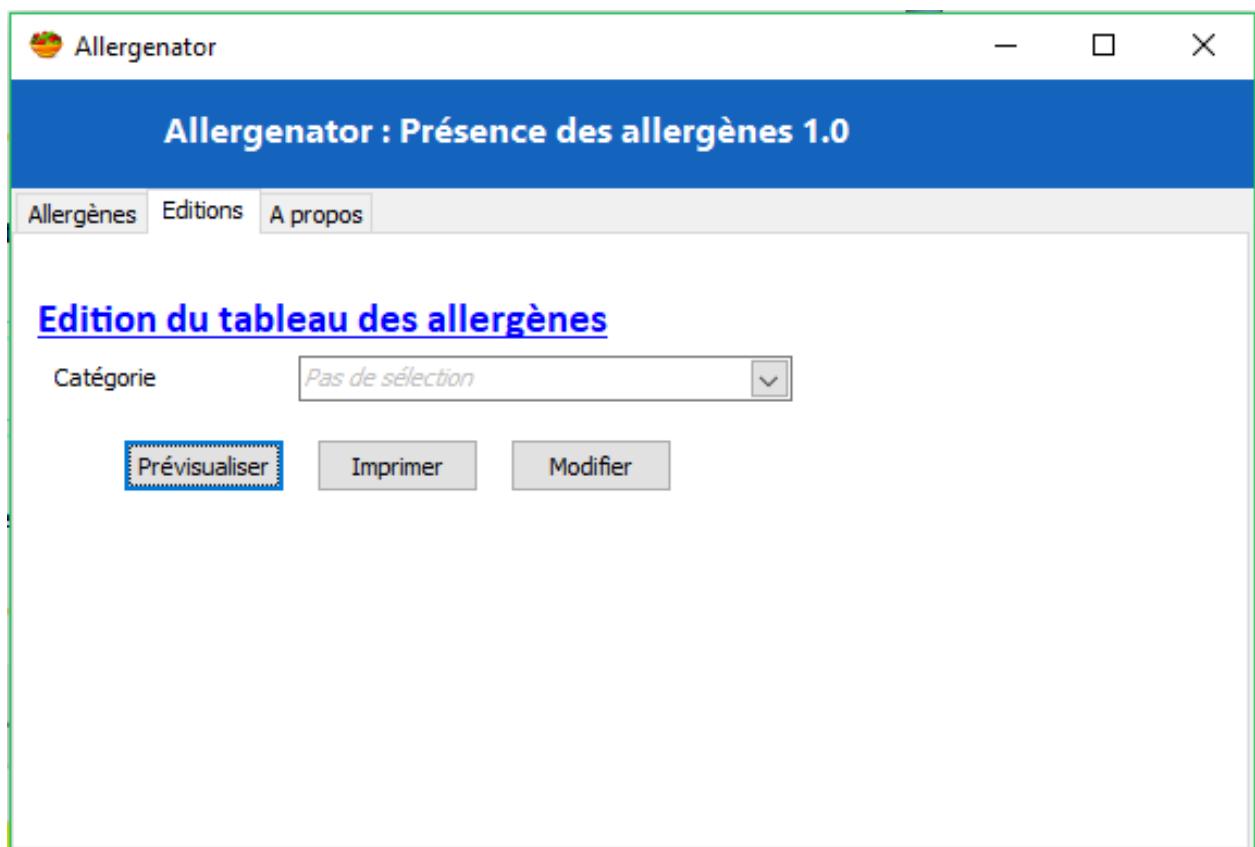 Allergenator
Allergenator : Présence des allergènes 1.0
Allergènes Editions A propos
Edition du tableau des allergènes
Catégorie Pas de sélection
Prévisualiser Imprimer Modifier